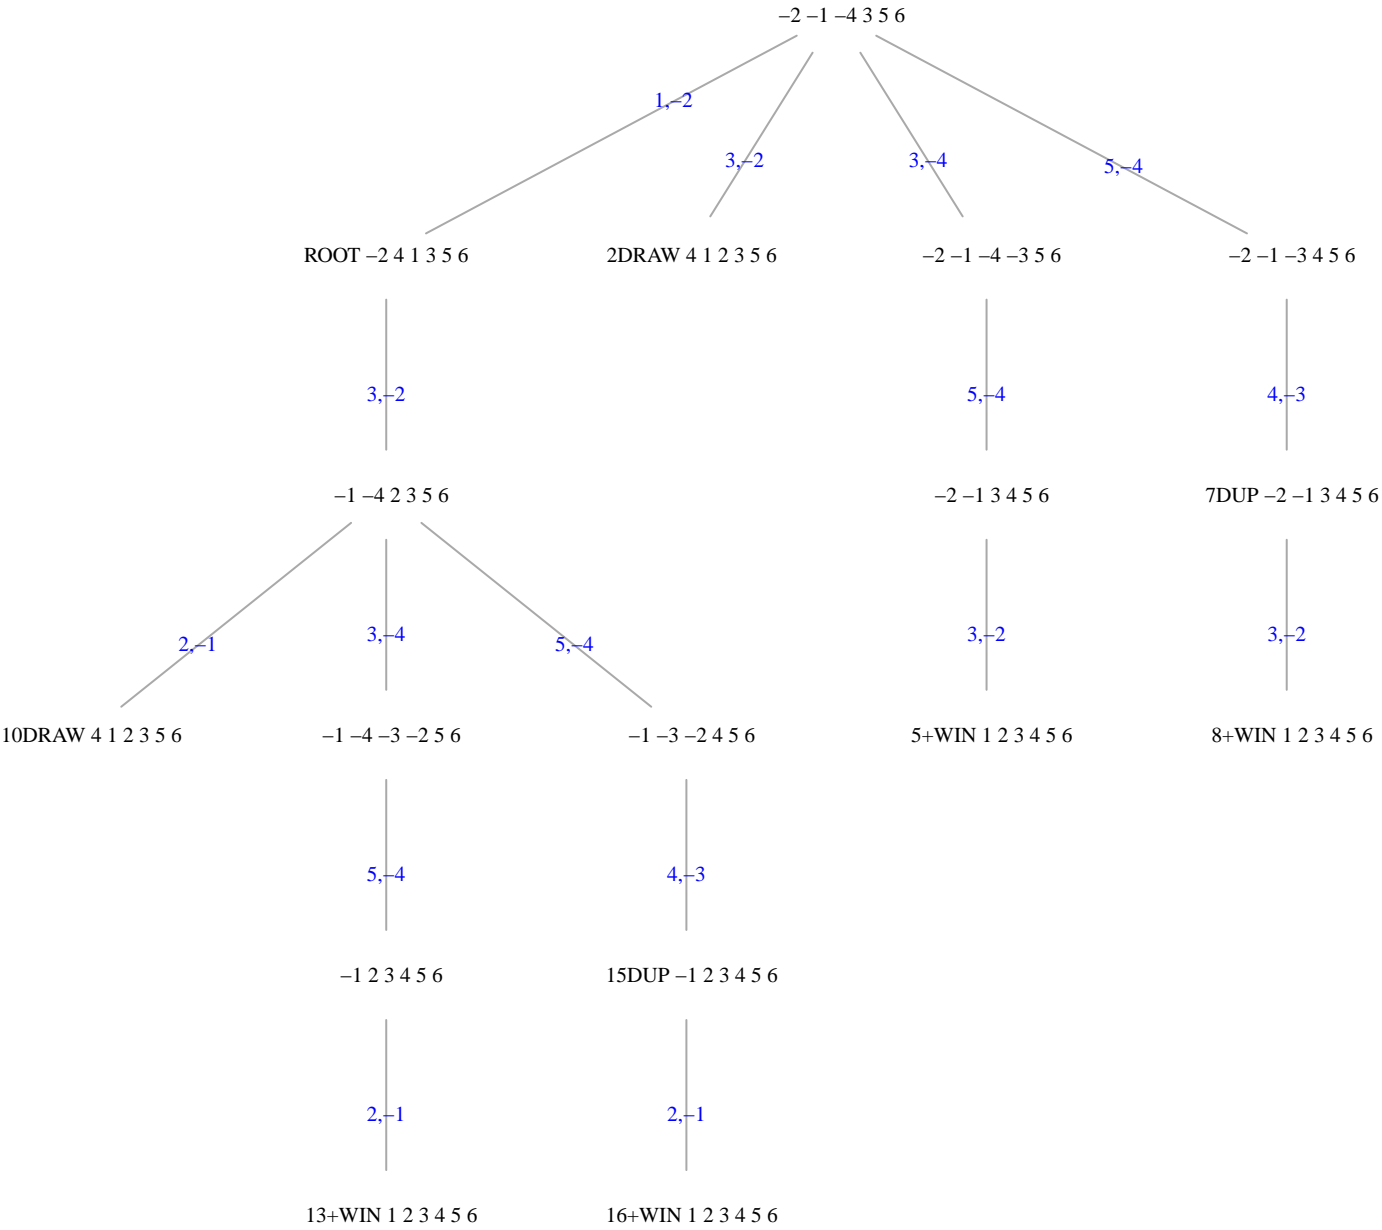 –2 –1 –4 3 5 6
1,–2
3,–2
3,–4
5,–4
ROOT –2 4 1 3 5 6
2DRAW 4 1 2 3 5 6
–2 –1 –4 –3 5 6
–2 –1 –3 4 5 6
3,–2
5,–4
4,–3
–1 –4 2 3 5 6
–2 –1 3 4 5 6
7DUP –2 –1 3 4 5 6
2,–1
3,–4
5,–4
3,–2
3,–2
10DRAW 4 1 2 3 5 6
–1 –4 –3 –2 5 6
–1 –3 –2 4 5 6
5+WIN 1 2 3 4 5 6
8+WIN 1 2 3 4 5 6
5,–4
4,–3
–1 2 3 4 5 6
15DUP –1 2 3 4 5 6
2,–1
2,–1
13+WIN 1 2 3 4 5 6
16+WIN 1 2 3 4 5 6